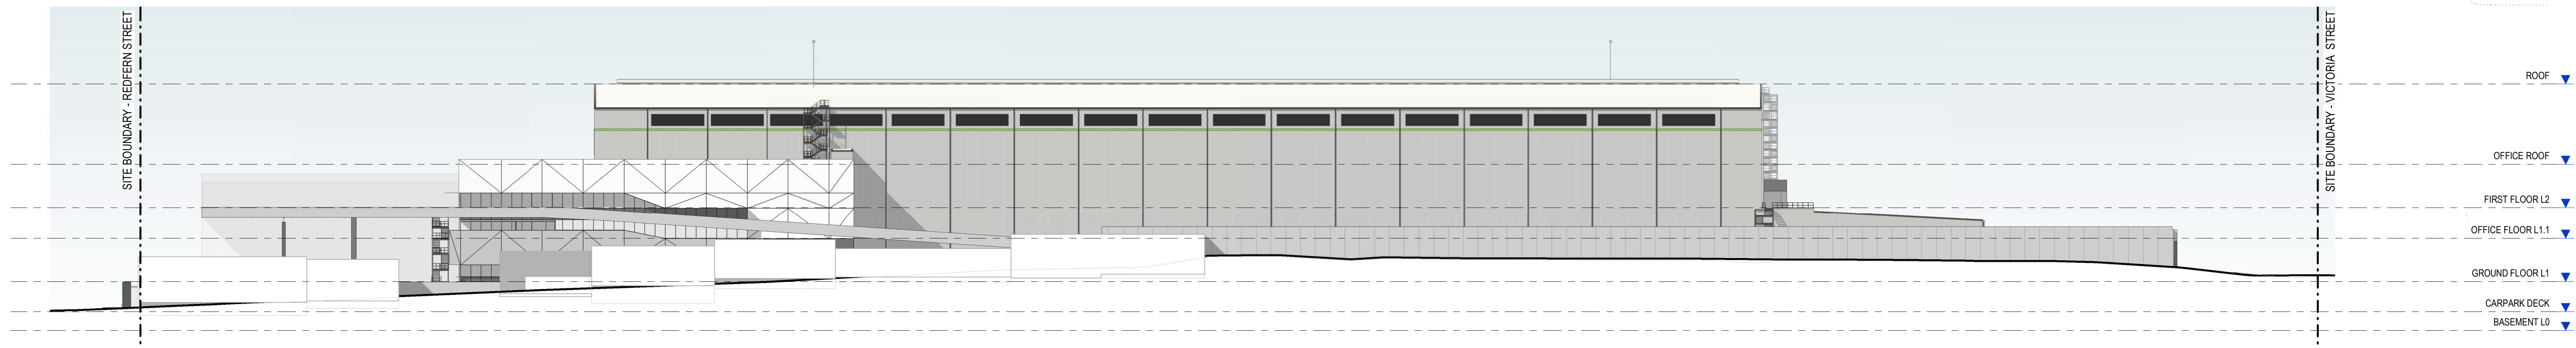 SITE BOUNDARY - REDFERN STREET
SITE BOUNDARY - VICTORIA STREET
ROOF
OFFICE ROOF
FIRST FLOOR L2
OFFICE FLOOR L1.1
GROUND FLOOR L1
CARPARK DECK
BASEMENT L0